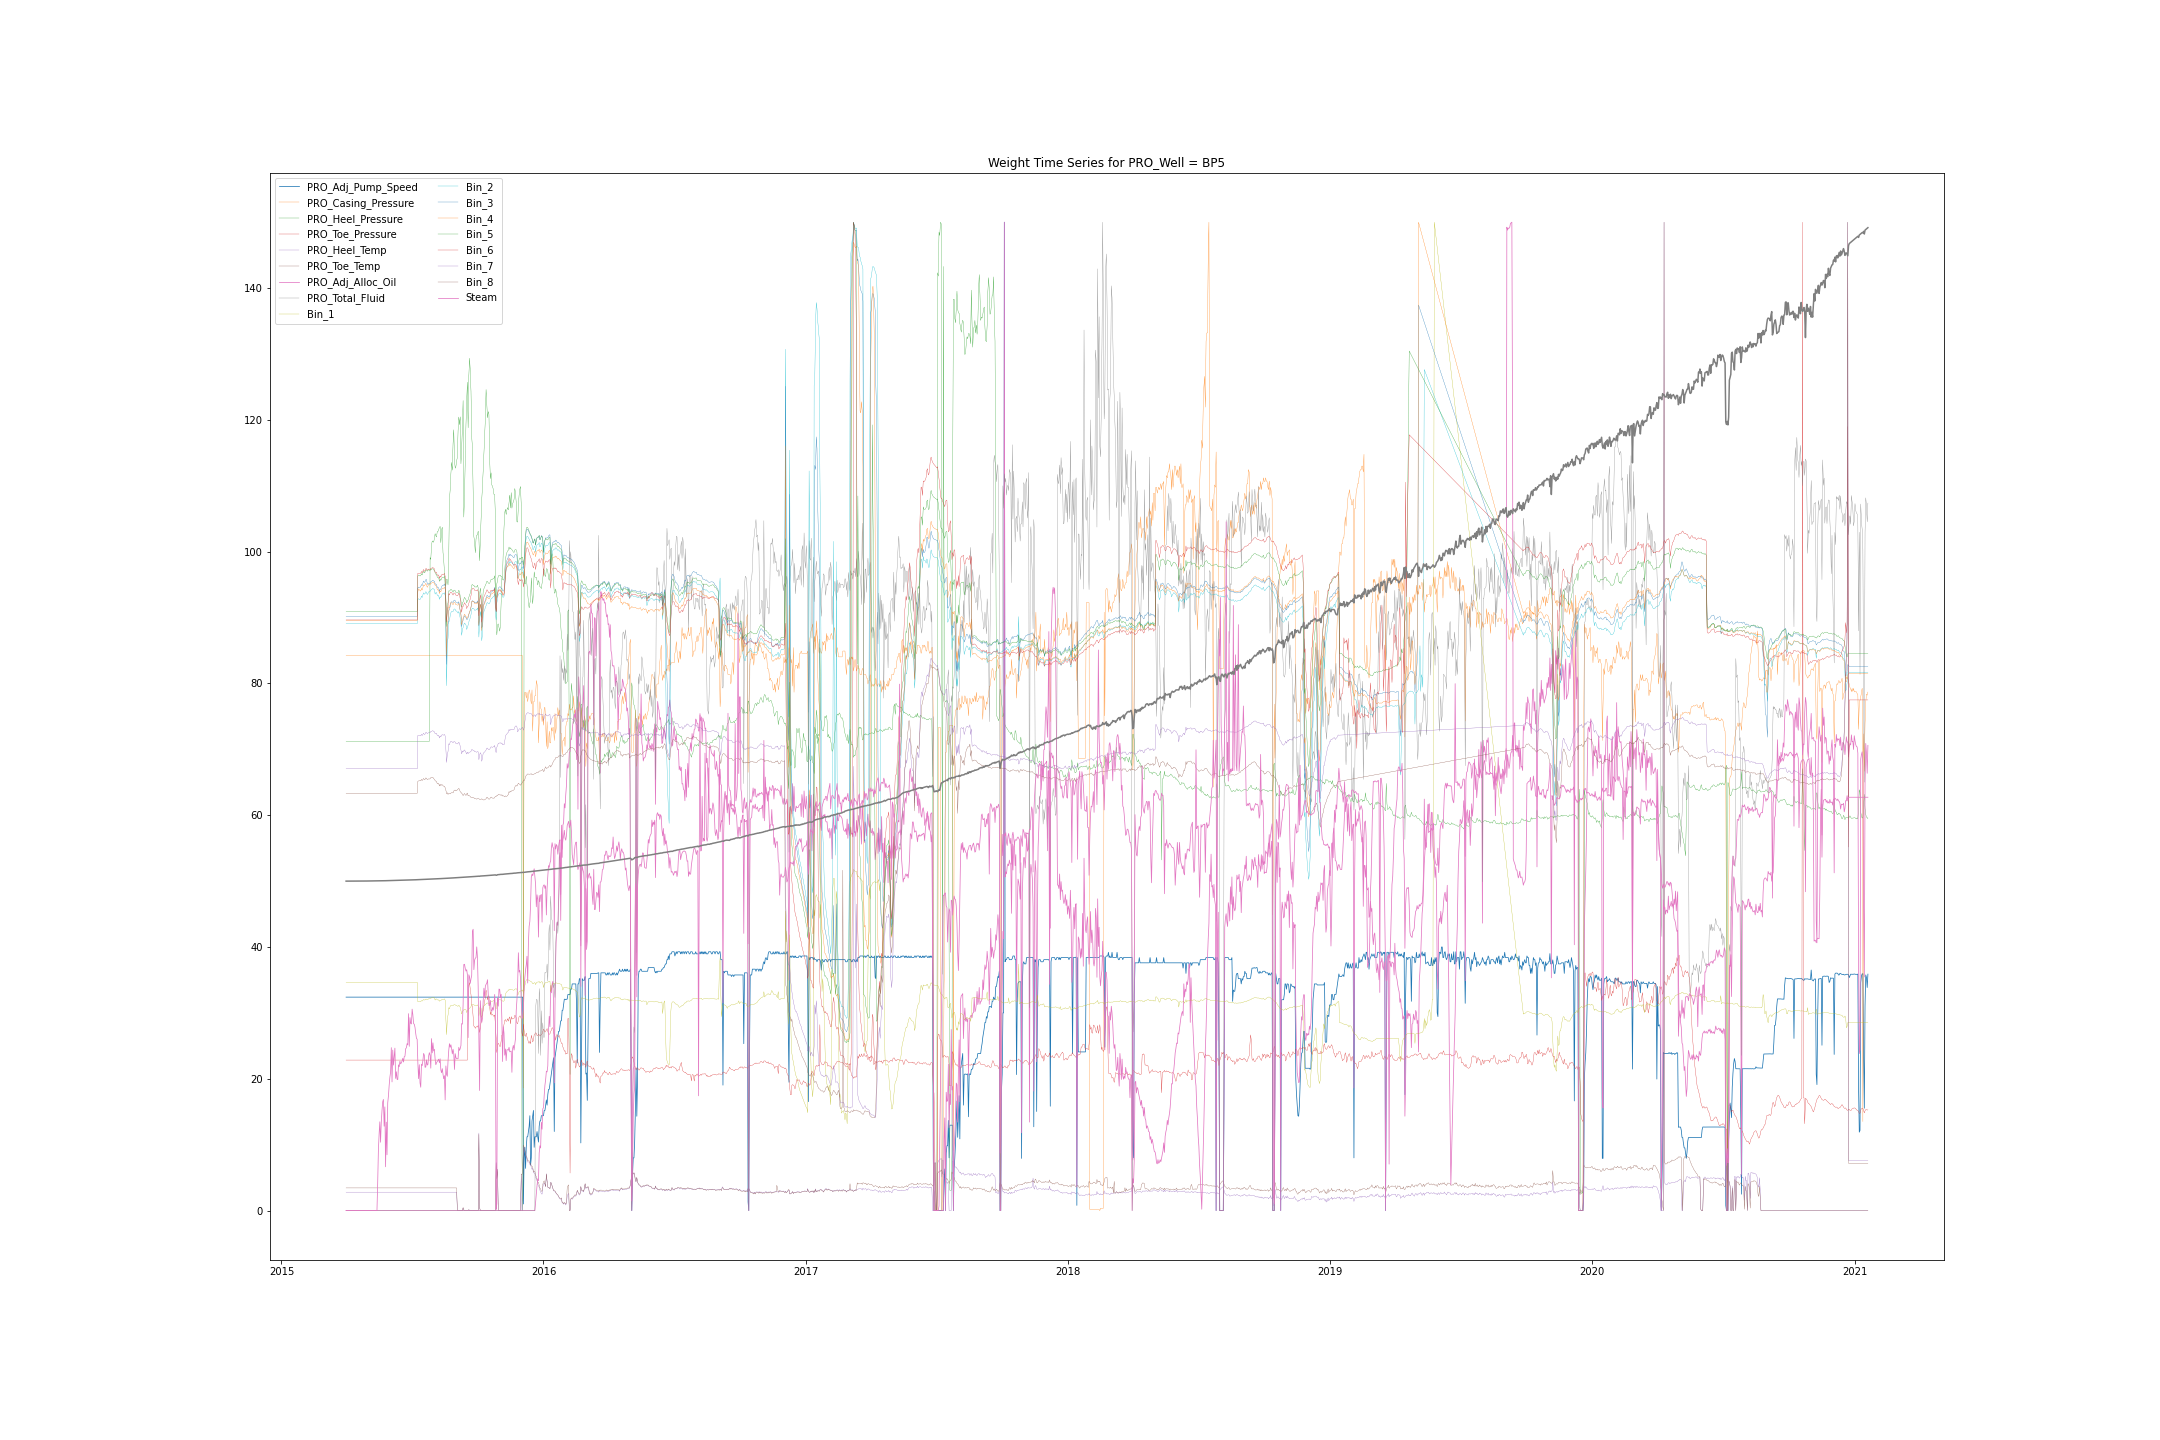 Weight Time Series for PRO_Well = BP5
PRO_Adj_Pump_Speed
PRO_Casing_Pressure
PRO_Heel_Pressure
PRO_Toe_Pressure
PRO_Heel_Temp
PRO_Toe_Temp
PRO_Adj_Alloc_Oil
PRO_Total_Fluid
Bin_1
Bin_2
Bin_3
Bin_4
Bin_5
Bin_6
Bin_7
Bin_8
Steam
140
120
100
80
60
40
20
0
2015 2016 2017 2018 2019 2020 2021